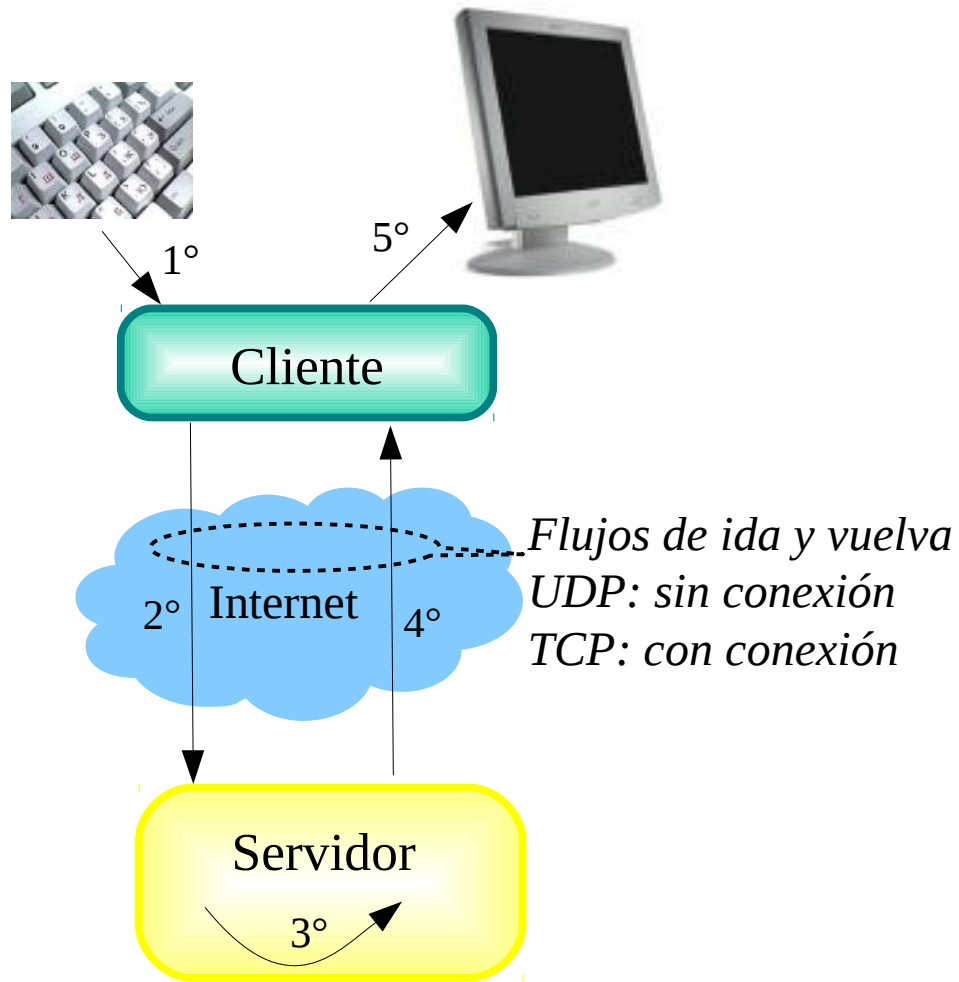 1°
5°
Cliente
Flujos de ida y vuelva
UDP: sin conexión
TCP: con conexión
2°
Internet
4°
Servidor
3°